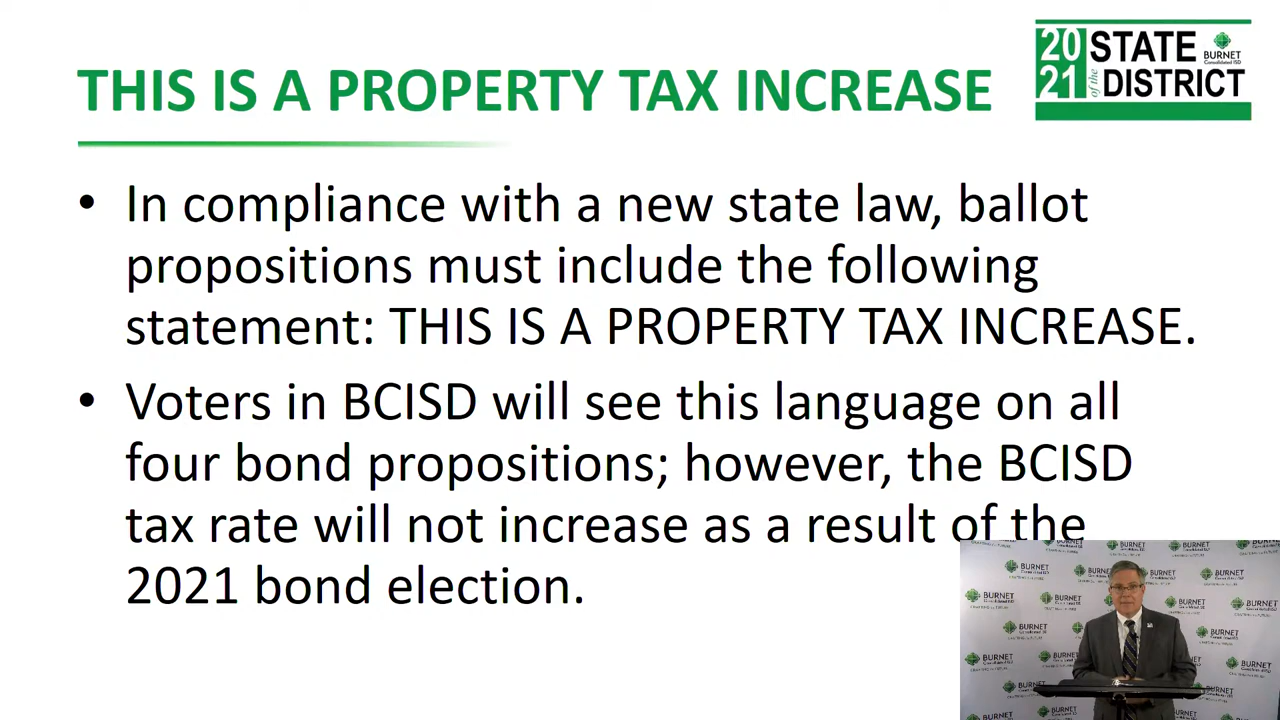 THIS IS A PROPERTY TAX INCREASE
20
21
of the
STATE
DISTRICT
BURNET
Consolidated ISD
• In compliance with a new state law, ballot
propositions must include the following
statement: THIS IS A PROPERTY TAX INCREASE.
• Voters in BCISD will see this language on all
four bond propositions; however, the BCISD
tax rate will not increase as a result of the
2021 bond election.
BURNET
Consolidated ISD